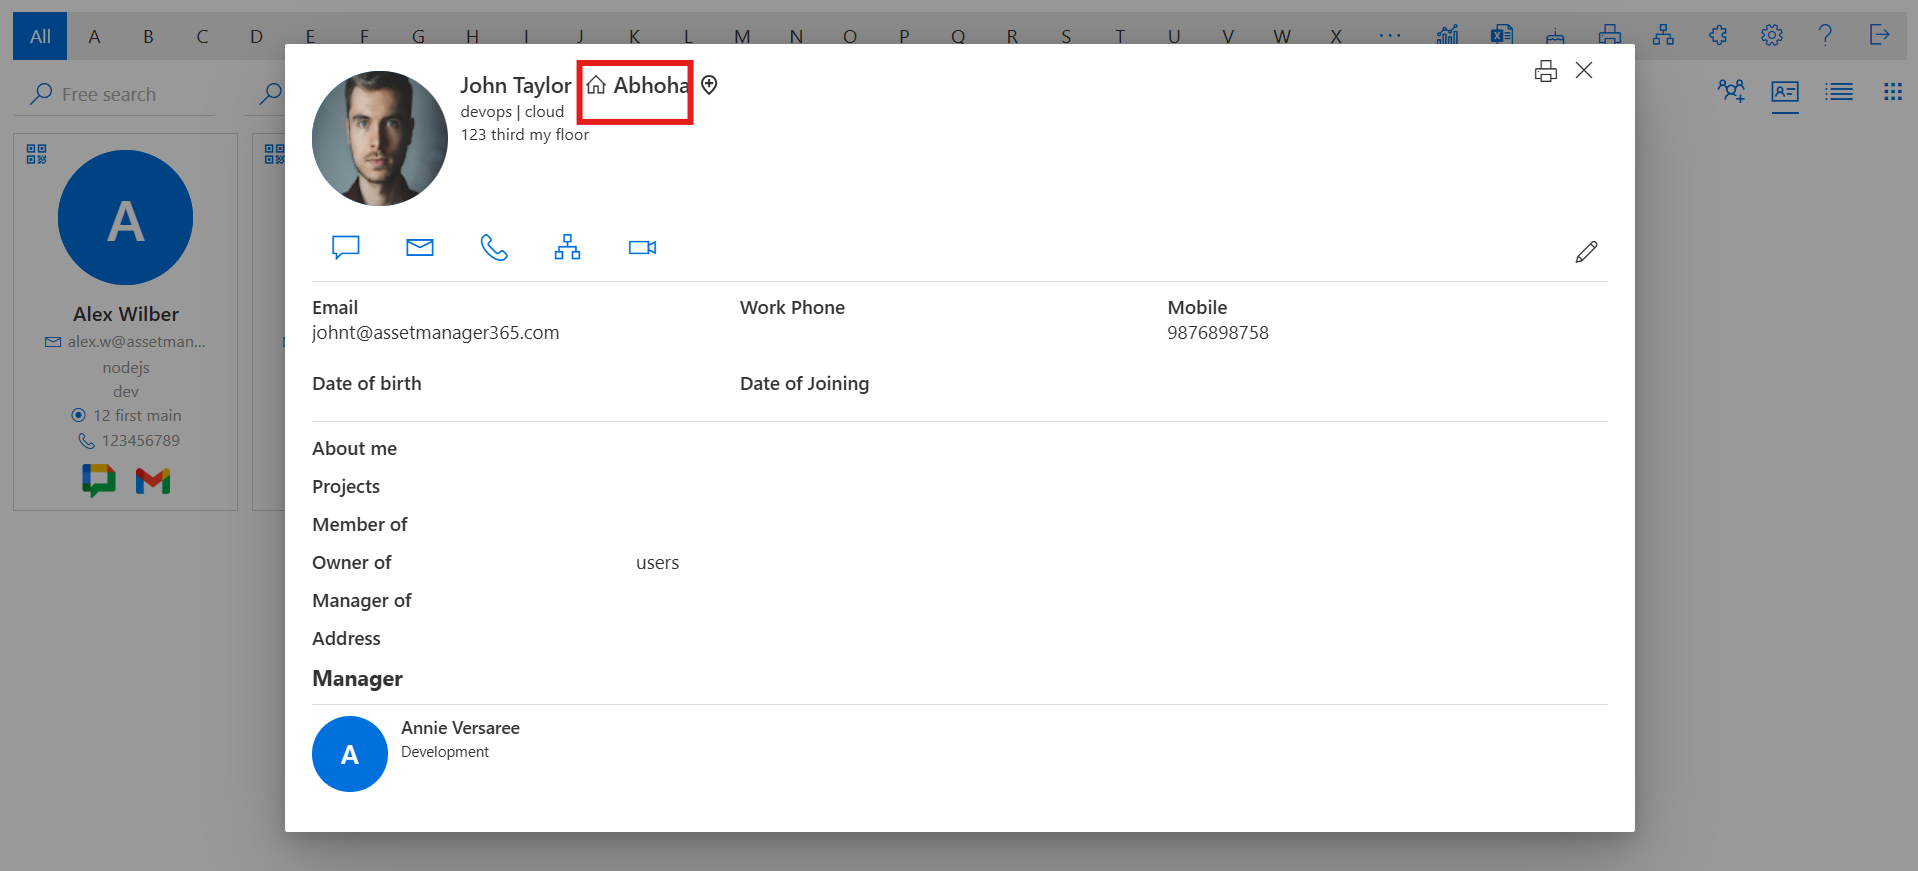 All A B C D E F G H I J K L M N O P Q R S T U V W X ...
Free search
A
Alex Wilber
alex.w@assetman...
nodejs
dev
12 first main
123456789
John Taylor Abhoha
devops | cloud
123 third my floor
Email Work Phone Mobile
johnt@assetmanager365.com 9876898758
Date of birth Date of Joining
About me
Projects
Member of
Owner of users
Manager of
Address
Manager
A
Annie Versaree
Development